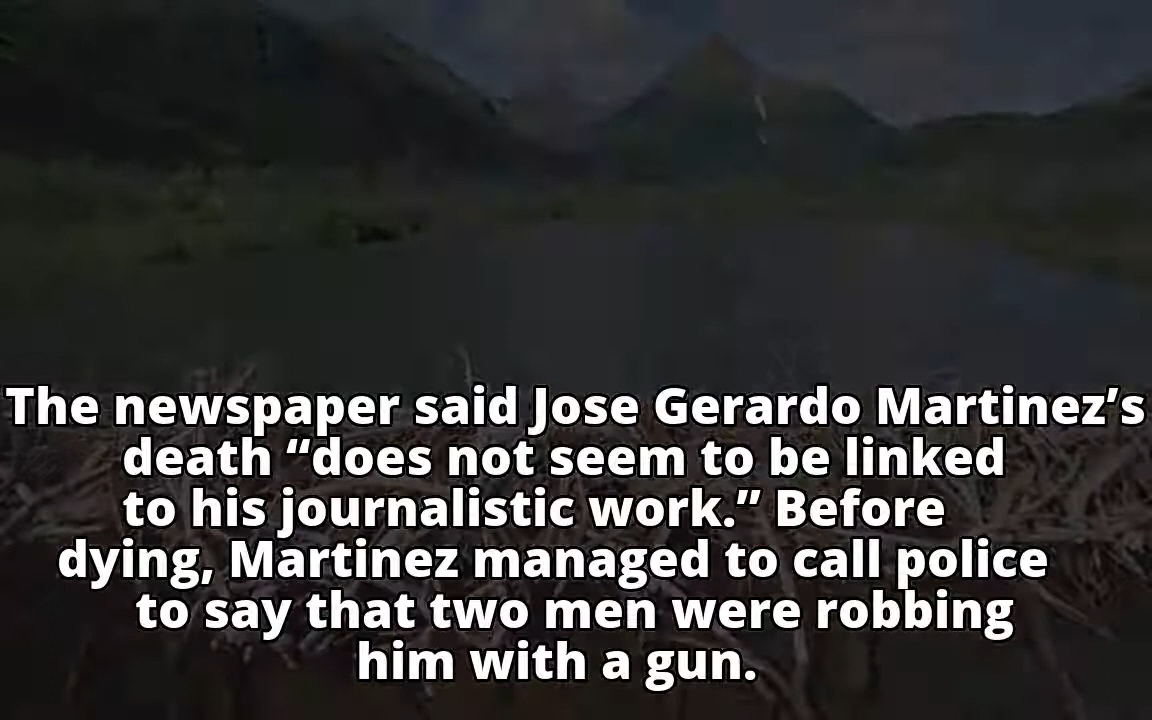 The newspaper said Jose Gerardo Martinez’s
death “does not seem to be linked
to his journalistic work.” Before
dying, Martinez managed to call police
to say that two men were robbing
him with a gun.